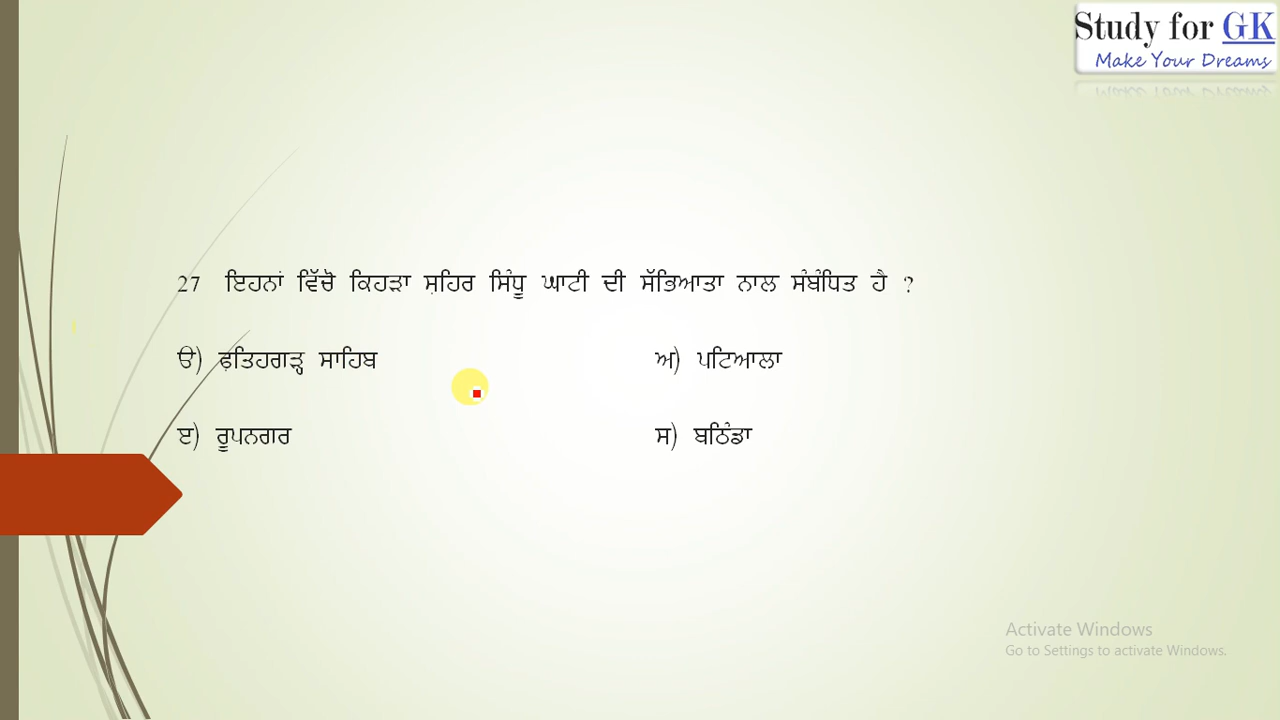 Study for GK
Make Your Dreams
27 ਇਹਨਾਂ ਵਿੱਚੋ ਕਿਹੜਾ ਸ਼ਹਿਰ ਸਿੰਧੂ ਘਾਟੀ ਦੀ ਸੱਭਿਆਤਾ ਨਾਲ ਸੰਬੰਧਿਤ ਹੈ ?
ੳ) ਫ਼ਤਿਹਗੜ੍ਹ ਸਾਹਿਬ ਅ) ਪਟਿਆਲਾ
ੲ) ਰੂਪਨਗਰ ਸ) ਬਠਿੰਡਾ
Activate Windows
Go to Settings to activate Windows.